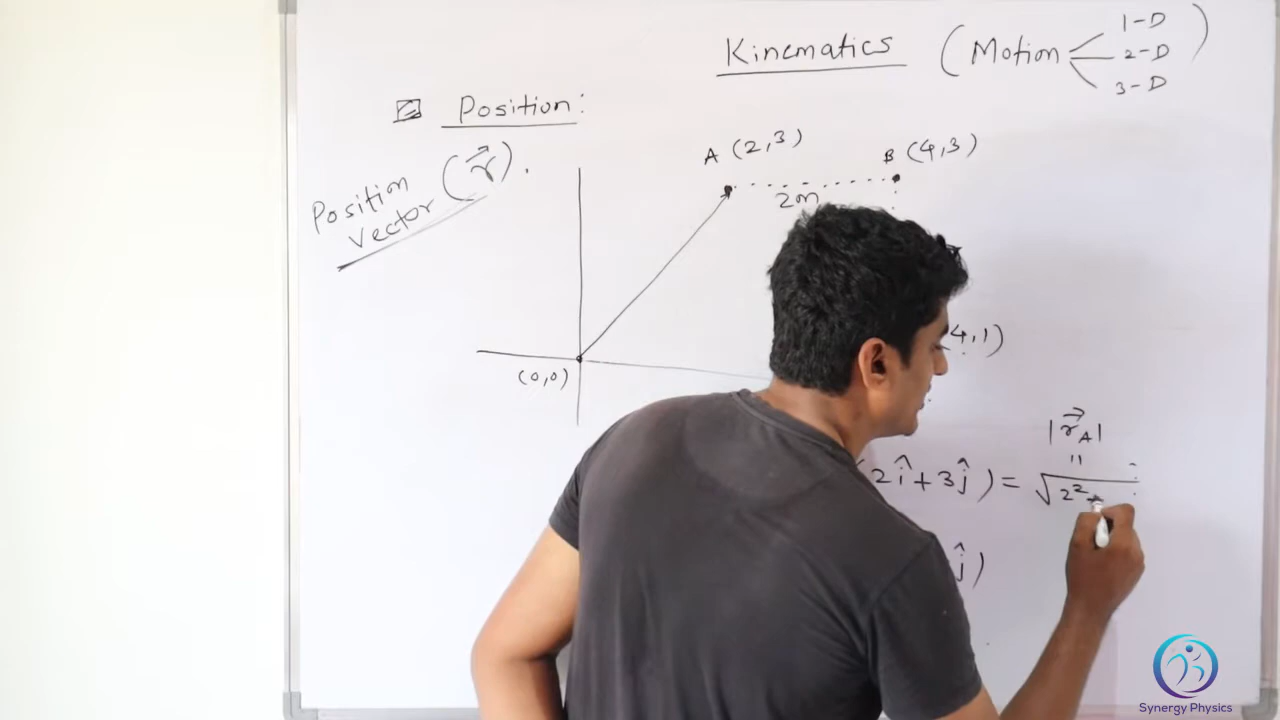 Kinematics (Motion 1-D 2-D 3-D)
Position:
Position Vector (r⃗).
A (2,3)
B (4,3)
2m
4,1)
(0,0)
|r⃗_A|
=
2î + 3ĵ) = √2² +
ĵ)
Synergy Physics